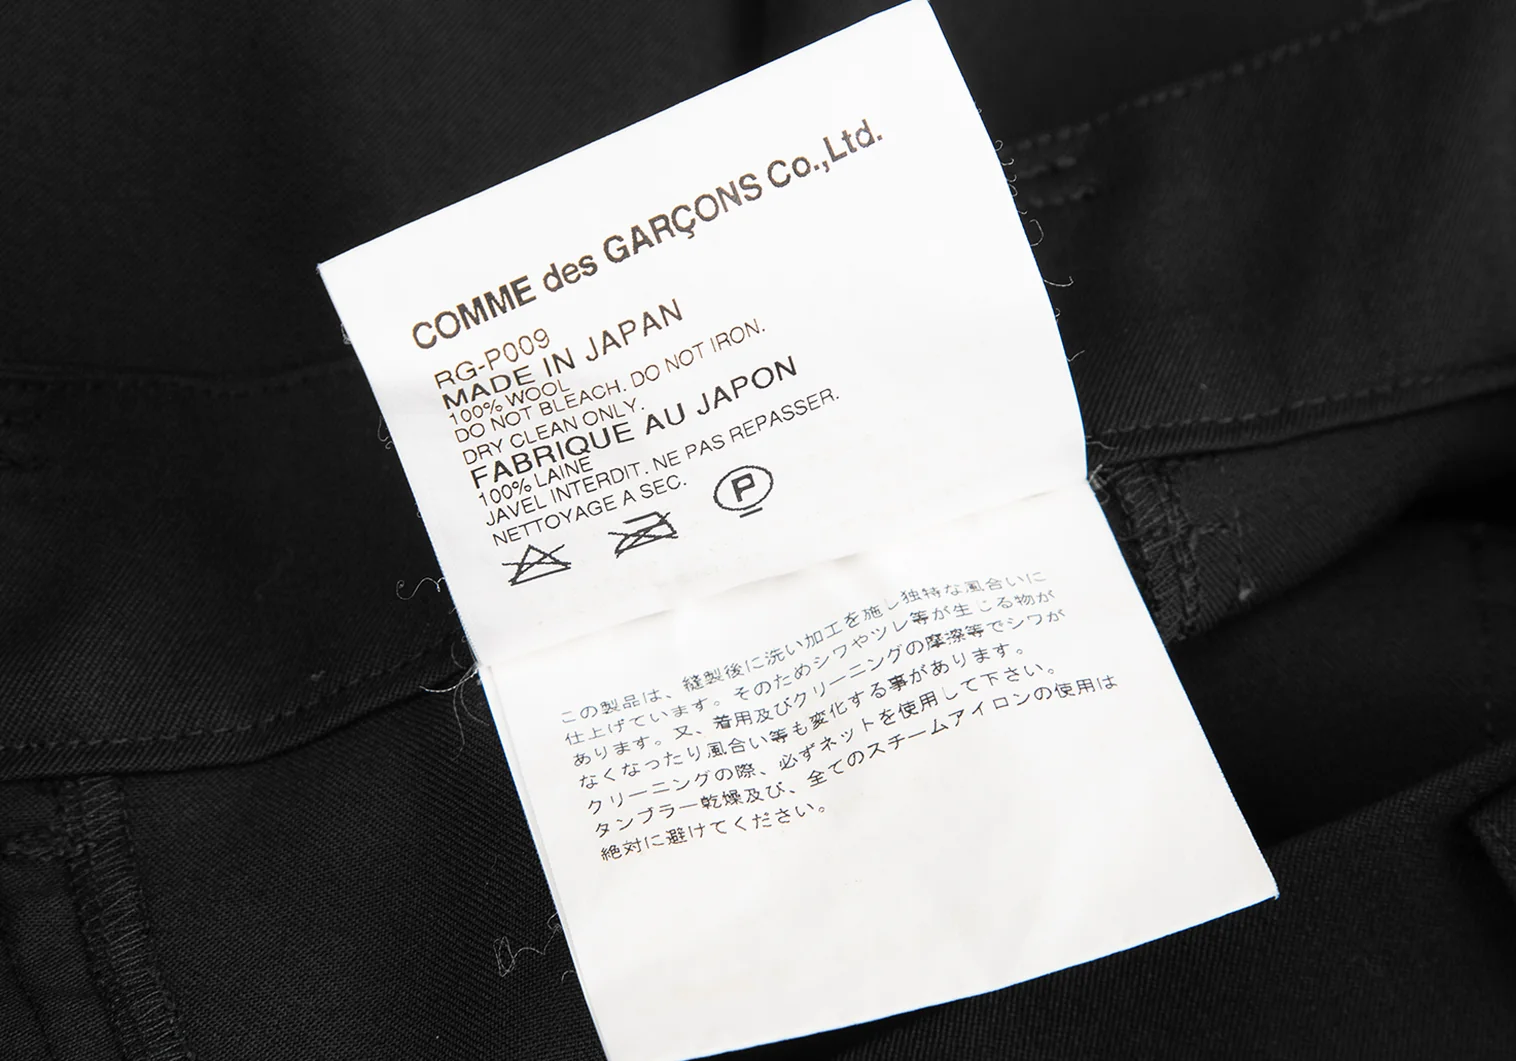 COMME des GARÇONS Co.,Ltd.
RG-P009
MADE IN JAPAN
100% WOOL
DO NOT BLEACH. DO NOT IRON.
DRY CLEAN ONLY.
FABRIQUE AU JAPON
100% LAINE
JAVEL INTERDIT. NE PAS REPASSER.
NETTOYAGE A SEC.
P
この製品は、縫製後に洗い加工を施し独特な風合いに
仕上げています。そのためシワやツレ等が生じる物が
あります。又、着用及びクリーニングの摩擦等でシワが
なくなったり風合い等も変化する事があります。
クリーニングの際、必ずネットを使用して下さい。
タンブラー乾燥及び、全てのスチームアイロンの使用は
絶対に避けてください。